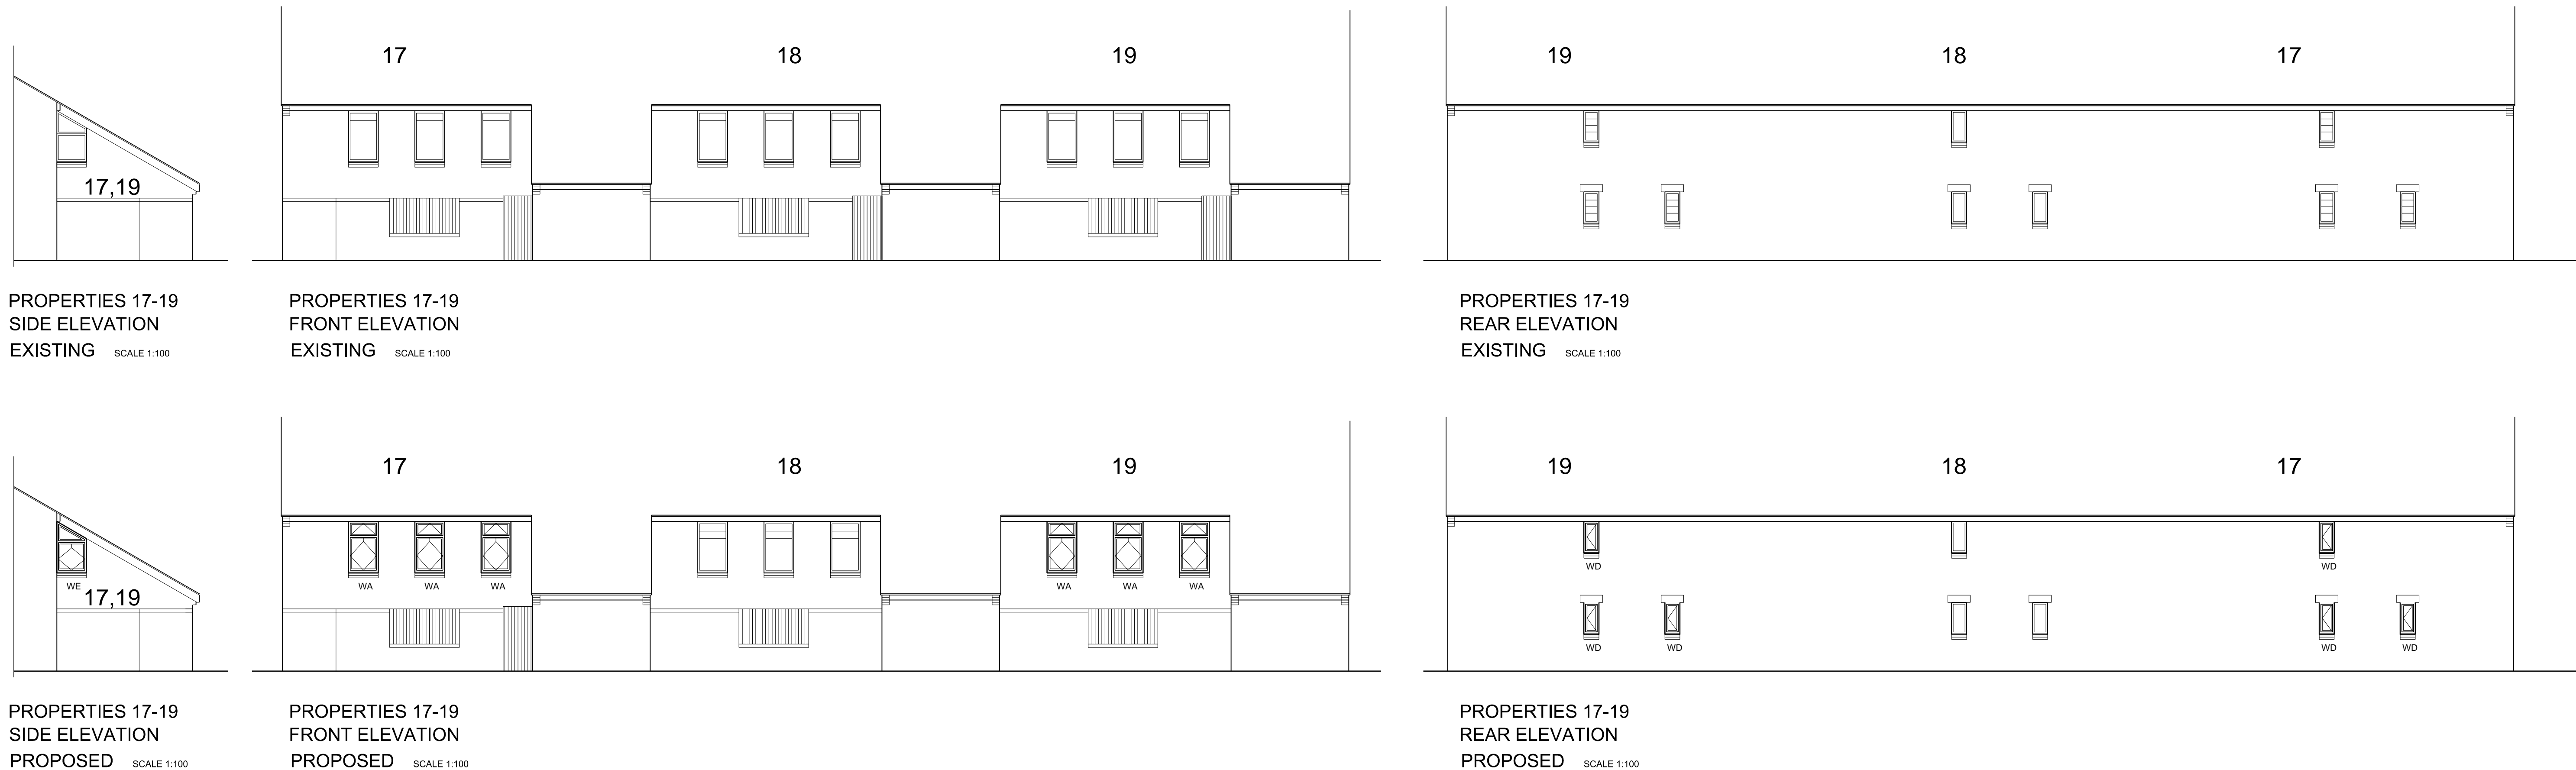 17
18
19
19
18
17
17,19
PROPERTIES 17-19
SIDE ELEVATION
EXISTING SCALE 1:100
PROPERTIES 17-19
FRONT ELEVATION
EXISTING SCALE 1:100
PROPERTIES 17-19
REAR ELEVATION
EXISTING SCALE 1:100
17
18
19
19
18
17
WE
17,19
WA
WA
WA
WA
WA
WA
WD
WD
WD
WD
WD
WD
PROPERTIES 17-19
SIDE ELEVATION
PROPOSED SCALE 1:100
PROPERTIES 17-19
FRONT ELEVATION
PROPOSED SCALE 1:100
PROPERTIES 17-19
REAR ELEVATION
PROPOSED SCALE 1:100